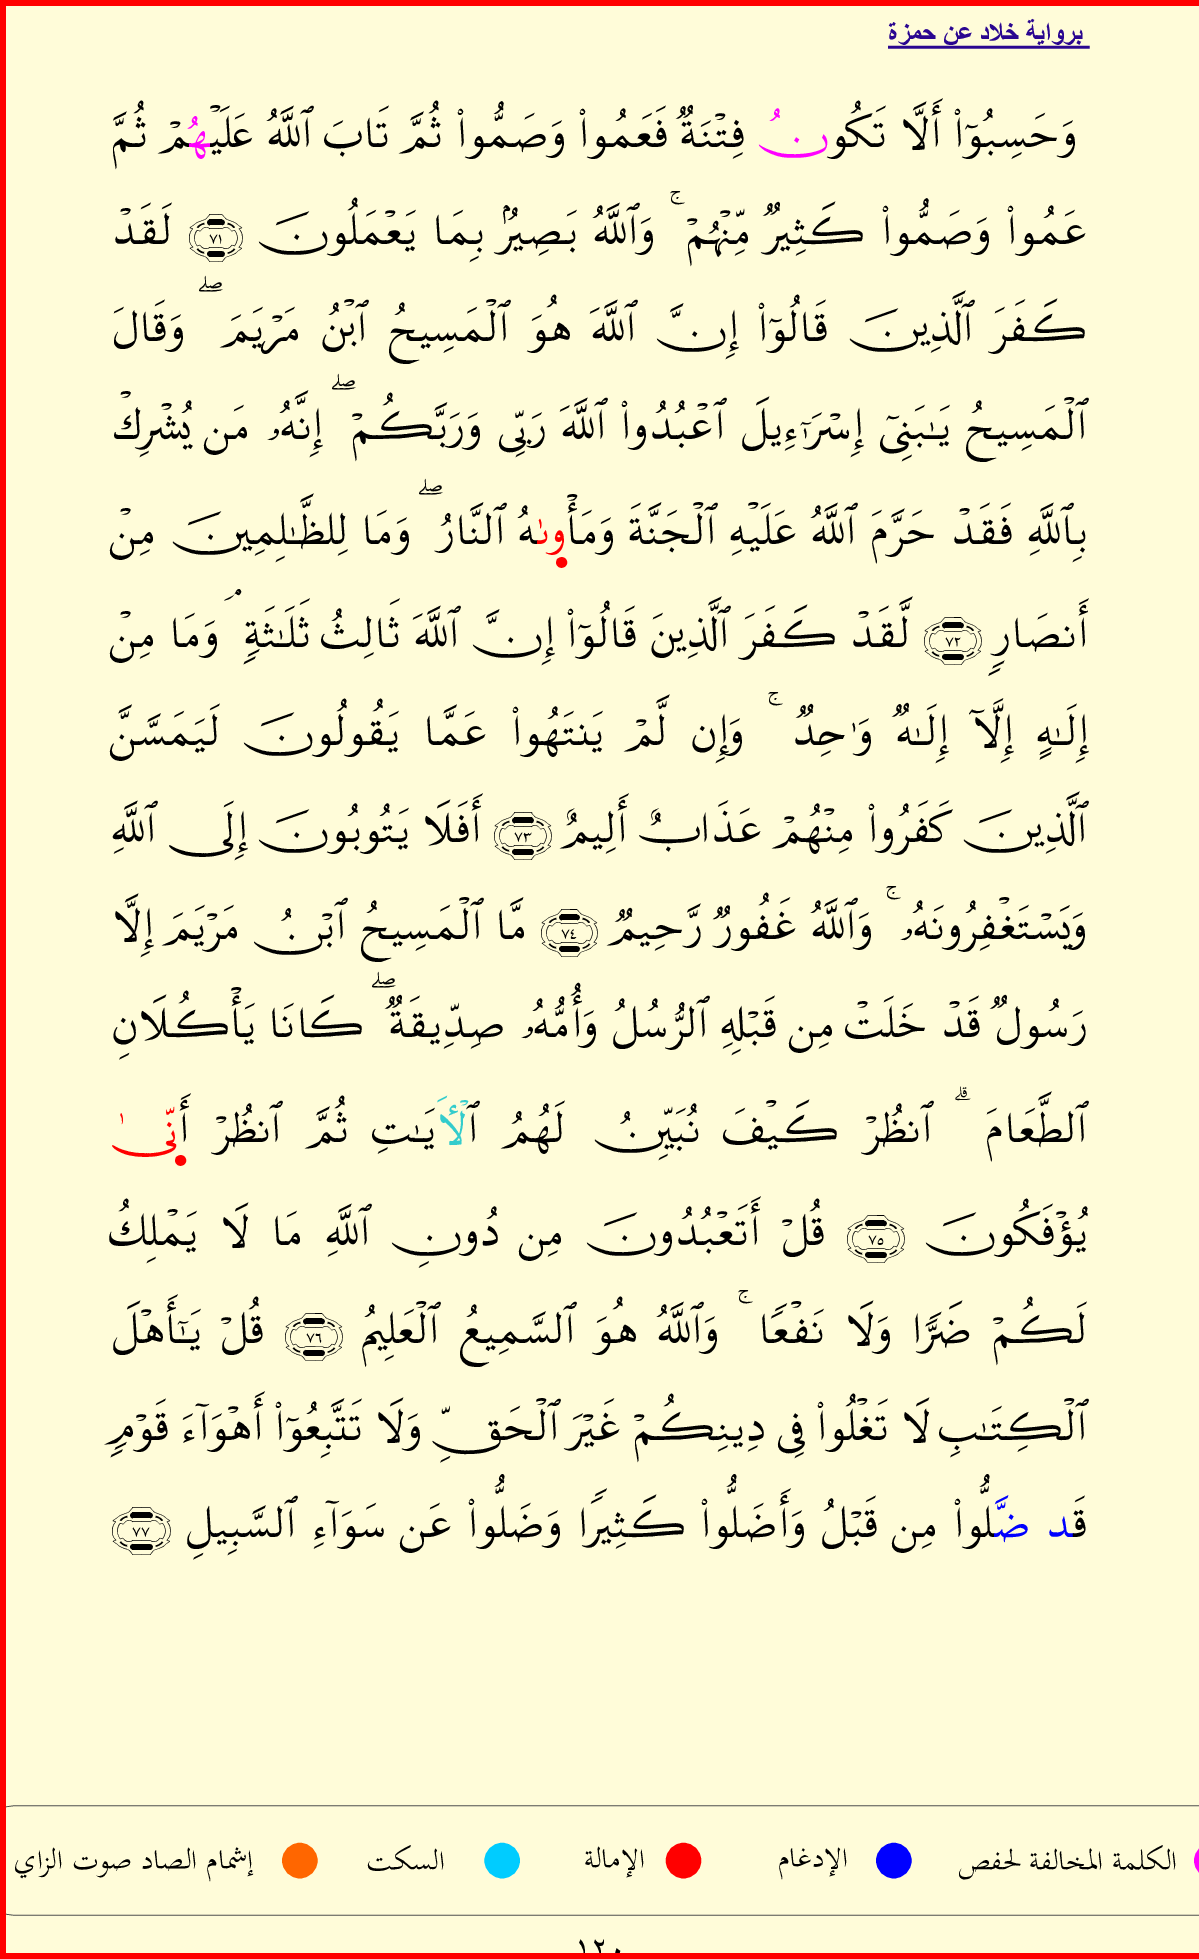 برواية خلاد عن حمزة
وَحَسِبُوٓا۟ أَلَّا تَكُونُ فِتْنَةٌ فَعَمُوا۟ وَصَمُّوا۟ ثُمَّ تَابَ ٱللَّهُ عَلَيْهُمْ ثُمَّ
عَمُوا۟ وَصَمُّوا۟ كَثِيرٌ مِّنْهُمْ ۚ وَٱللَّهُ بَصِيرٌۢ بِمَا يَعْمَلُونَ ٧١ لَقَدْ
كَفَرَ ٱلَّذِينَ قَالُوٓا۟ إِنَّ ٱللَّهَ هُوَ ٱلْمَسِيحُ ٱبْنُ مَرْيَمَ ۖ وَقَالَ
ٱلْمَسِيحُ يَـٰبَنِىٓ إِسْرَٰٓءِيلَ ٱعْبُدُوا۟ ٱللَّهَ رَبِّى وَرَبَّكُمْ ۖ إِنَّهُۥ مَن يُشْرِكْ
بِٱللَّهِ فَقَدْ حَرَّمَ ٱللَّهُ عَلَيْهِ ٱلْجَنَّةَ وَمَأْوىٰهُ ٱلنَّارُ ۖ وَمَا لِلظَّـٰلِمِينَ مِنْ
أَنصَارٍ ٧٢ لَّقَدْ كَفَرَ ٱلَّذِينَ قَالُوٓا۟ إِنَّ ٱللَّهَ ثَالِثُ ثَلَـٰثَةٍ ۘ وَمَا مِنْ
إِلَـٰهٍ إِلَّآ إِلَـٰهٌ وَٰحِدٌ ۚ وَإِن لَّمْ يَنتَهُوا۟ عَمَّا يَقُولُونَ لَيَمَسَّنَّ
ٱلَّذِينَ كَفَرُوا۟ مِنْهُمْ عَذَابٌ أَلِيمٌ ٧٣ أَفَلَا يَتُوبُونَ إِلَى ٱللَّهِ
وَيَسْتَغْفِرُونَهُۥ ۚ وَٱللَّهُ غَفُورٌ رَّحِيمٌ ٧٤ مَّا ٱلْمَسِيحُ ٱبْنُ مَرْيَمَ إِلَّا
رَسُولٌ قَدْ خَلَتْ مِن قَبْلِهِ ٱلرُّسُلُ وَأُمُّهُۥ صِدِّيقَةٌ ۖ كَانَا يَأْكُلَانِ
ٱلطَّعَامَ ۗ ٱنظُرْ كَيْفَ نُبَيِّنُ لَهُمُ ٱلْأَيَـٰتِ ثُمَّ ٱنظُرْ أَنِّىٰ
يُؤْفَكُونَ ٧٥ قُلْ أَتَعْبُدُونَ مِن دُونِ ٱللَّهِ مَا لَا يَمْلِكُ
لَكُمْ ضَرًّا وَلَا نَفْعًا ۚ وَٱللَّهُ هُوَ ٱلسَّمِيعُ ٱلْعَلِيمُ ٧٦ قُلْ يَـٰٓأَهْلَ
ٱلْكِتَـٰبِ لَا تَغْلُوا۟ فِى دِينِكُمْ غَيْرَ ٱلْحَقِّ وَلَا تَتَّبِعُوٓا۟ أَهْوَآءَ قَوْمٍ
قَد ضَّلُّوا۟ مِن قَبْلُ وَأَضَلُّوا۟ كَثِيرًا وَضَلُّوا۟ عَن سَوَآءِ ٱلسَّبِيلِ ٧٧
الكلمة المخالفة لحفص الإدغام الإمالة السكت إشمام الصاد صوت الزاي
١٢٠